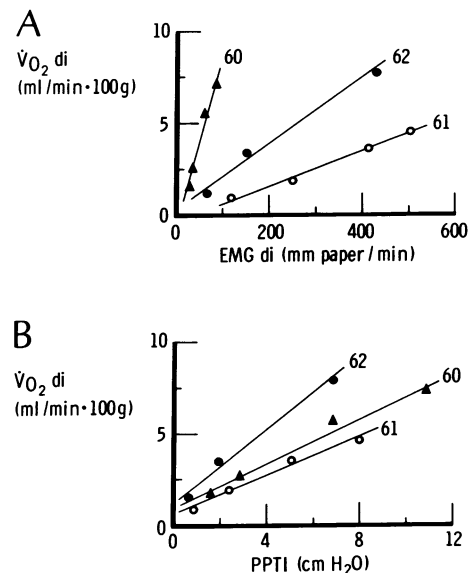 A
V̇O₂ di
(ml/min·100g)
10
5
0
60
62
61
0 200 400 600
EMG di (mm paper/min)
B
V̇O₂ di
(ml/min·100g)
10
5
0
62
60
61
0 4 8 12
PPTI (cm H₂O)